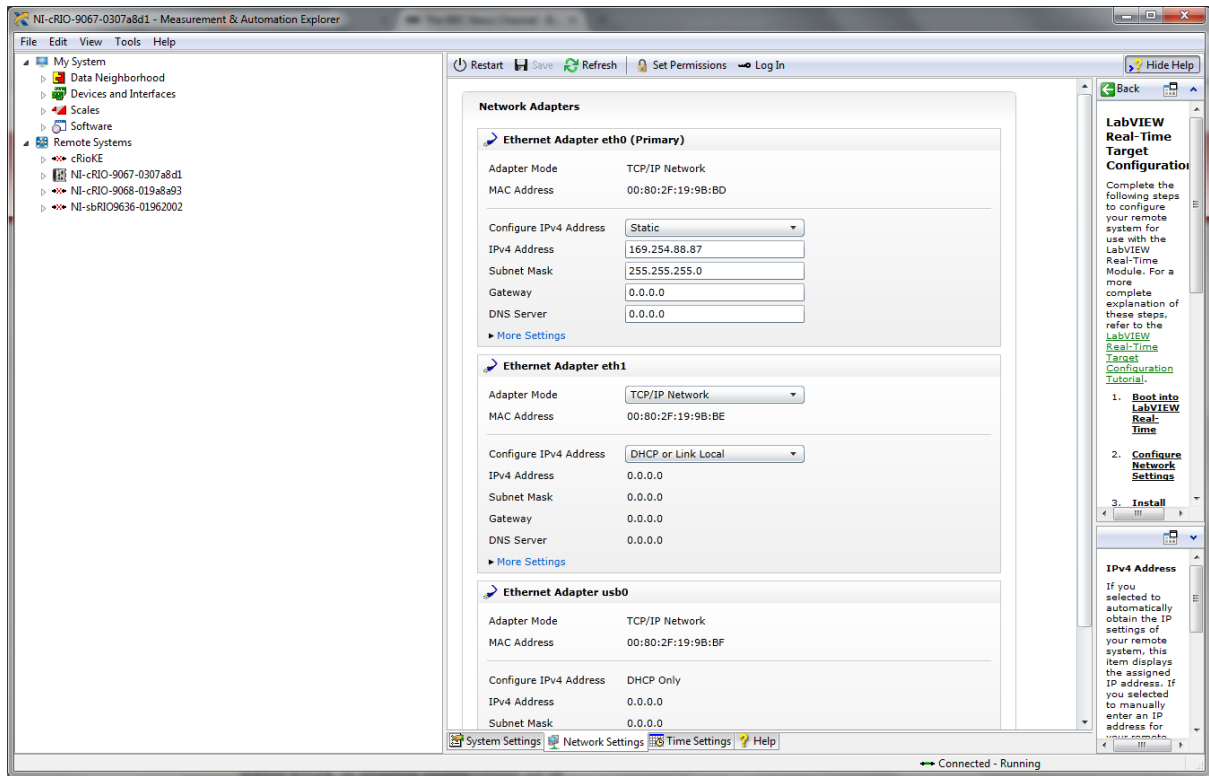 NI-cRIO-9067-0307a8d1 - Measurement & Automation Explorer
File Edit View Tools Help
My System
Data Neighborhood
Devices and Interfaces
Scales
Software
Remote Systems
cRioKE
NI-cRIO-9067-0307a8d1
NI-cRIO-9068-019a8a93
NI-sbRIO9636-01962002
Restart Save Refresh Set Permissions Log In Hide Help
Network Adapters
Ethernet Adapter eth0 (Primary)
Adapter Mode TCP/IP Network
MAC Address 00:80:2F:19:9B:BD
Configure IPv4 Address Static
IPv4 Address 169.254.88.87
Subnet Mask 255.255.255.0
Gateway 0.0.0.0
DNS Server 0.0.0.0
More Settings
Ethernet Adapter eth1
Adapter Mode TCP/IP Network
MAC Address 00:80:2F:19:9B:BE
Configure IPv4 Address DHCP or Link Local
IPv4 Address 0.0.0.0
Subnet Mask 0.0.0.0
Gateway 0.0.0.0
DNS Server 0.0.0.0
More Settings
Ethernet Adapter usb0
Adapter Mode TCP/IP Network
MAC Address 00:80:2F:19:9B:BF
Configure IPv4 Address DHCP Only
IPv4 Address 0.0.0.0
Subnet Mask 0.0.0.0
System Settings Network Settings Time Settings Help
Back
LabVIEW
Real-Time
Target
Configuration
Complete the
following steps
to configure
your remote
system for
use with the
LabVIEW
Real-Time
Module. For a
more
complete
explanation of
these steps,
refer to the
LabVIEW
Real-Time
Target
Configuration
Tutorial.
1. Boot into
LabVIEW
Real-
Time
2. Configure
Network
Settings
3. Install
IPv4 Address
If you
selected to
automatically
obtain the IP
settings of
your remote
system, this
item displays
the assigned
IP address. If
you selected
to manually
enter an IP
address for
your remote
Connected - Running